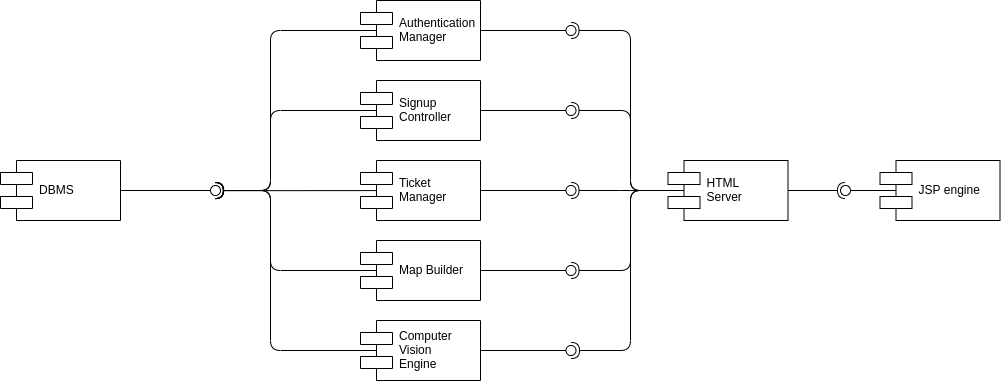 Authentication
Manager
Signup
Controller
DBMS
Ticket
Manager
HTML
Server
JSP engine
Map Builder
Computer
Vision
Engine